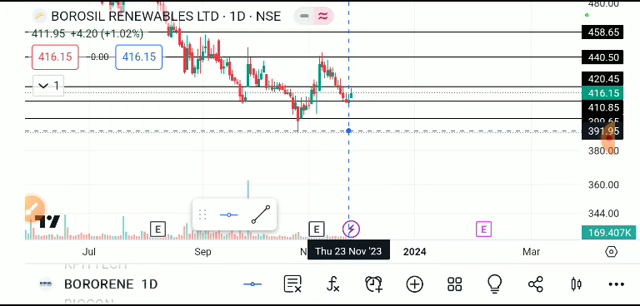 480.00
BOROSIL RENEWABLES LTD · 1D · NSE
458.65
411.95 +4.20 (+1.02%)
416.15 -0.00 416.15
440.50
1
420.45
416.15
410.85
391.95
380.00
360.00
344.00
E E E
169.407K
Jul Sep Thu 23 Nov '23 2024 Mar
BORORENE 1D